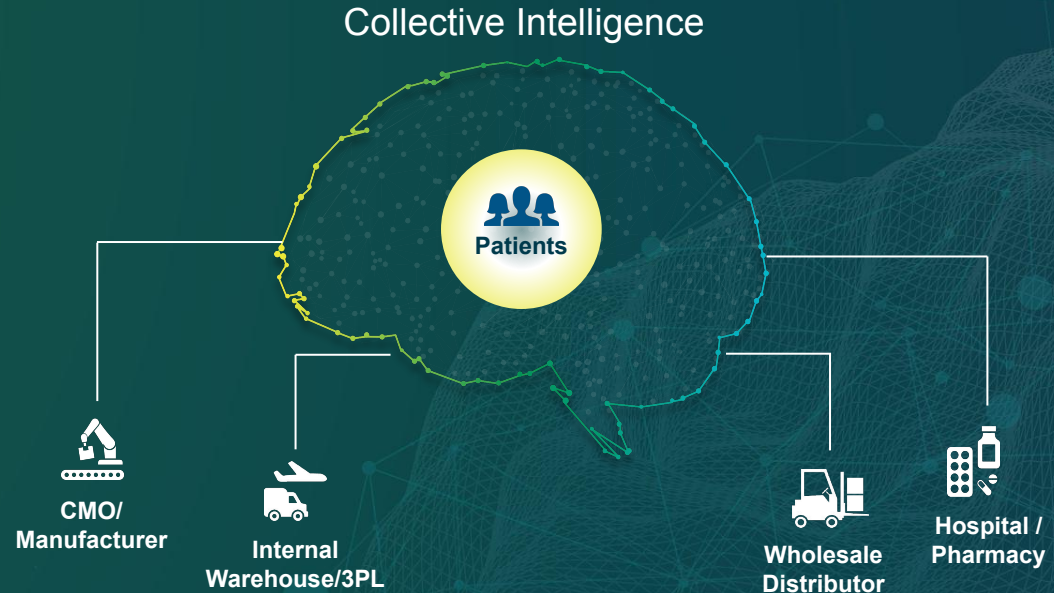 Collective Intelligence
Patients
CMO/
Manufacturer
Internal
Warehouse/3PL
Wholesale
Distributor
Hospital /
Pharmacy